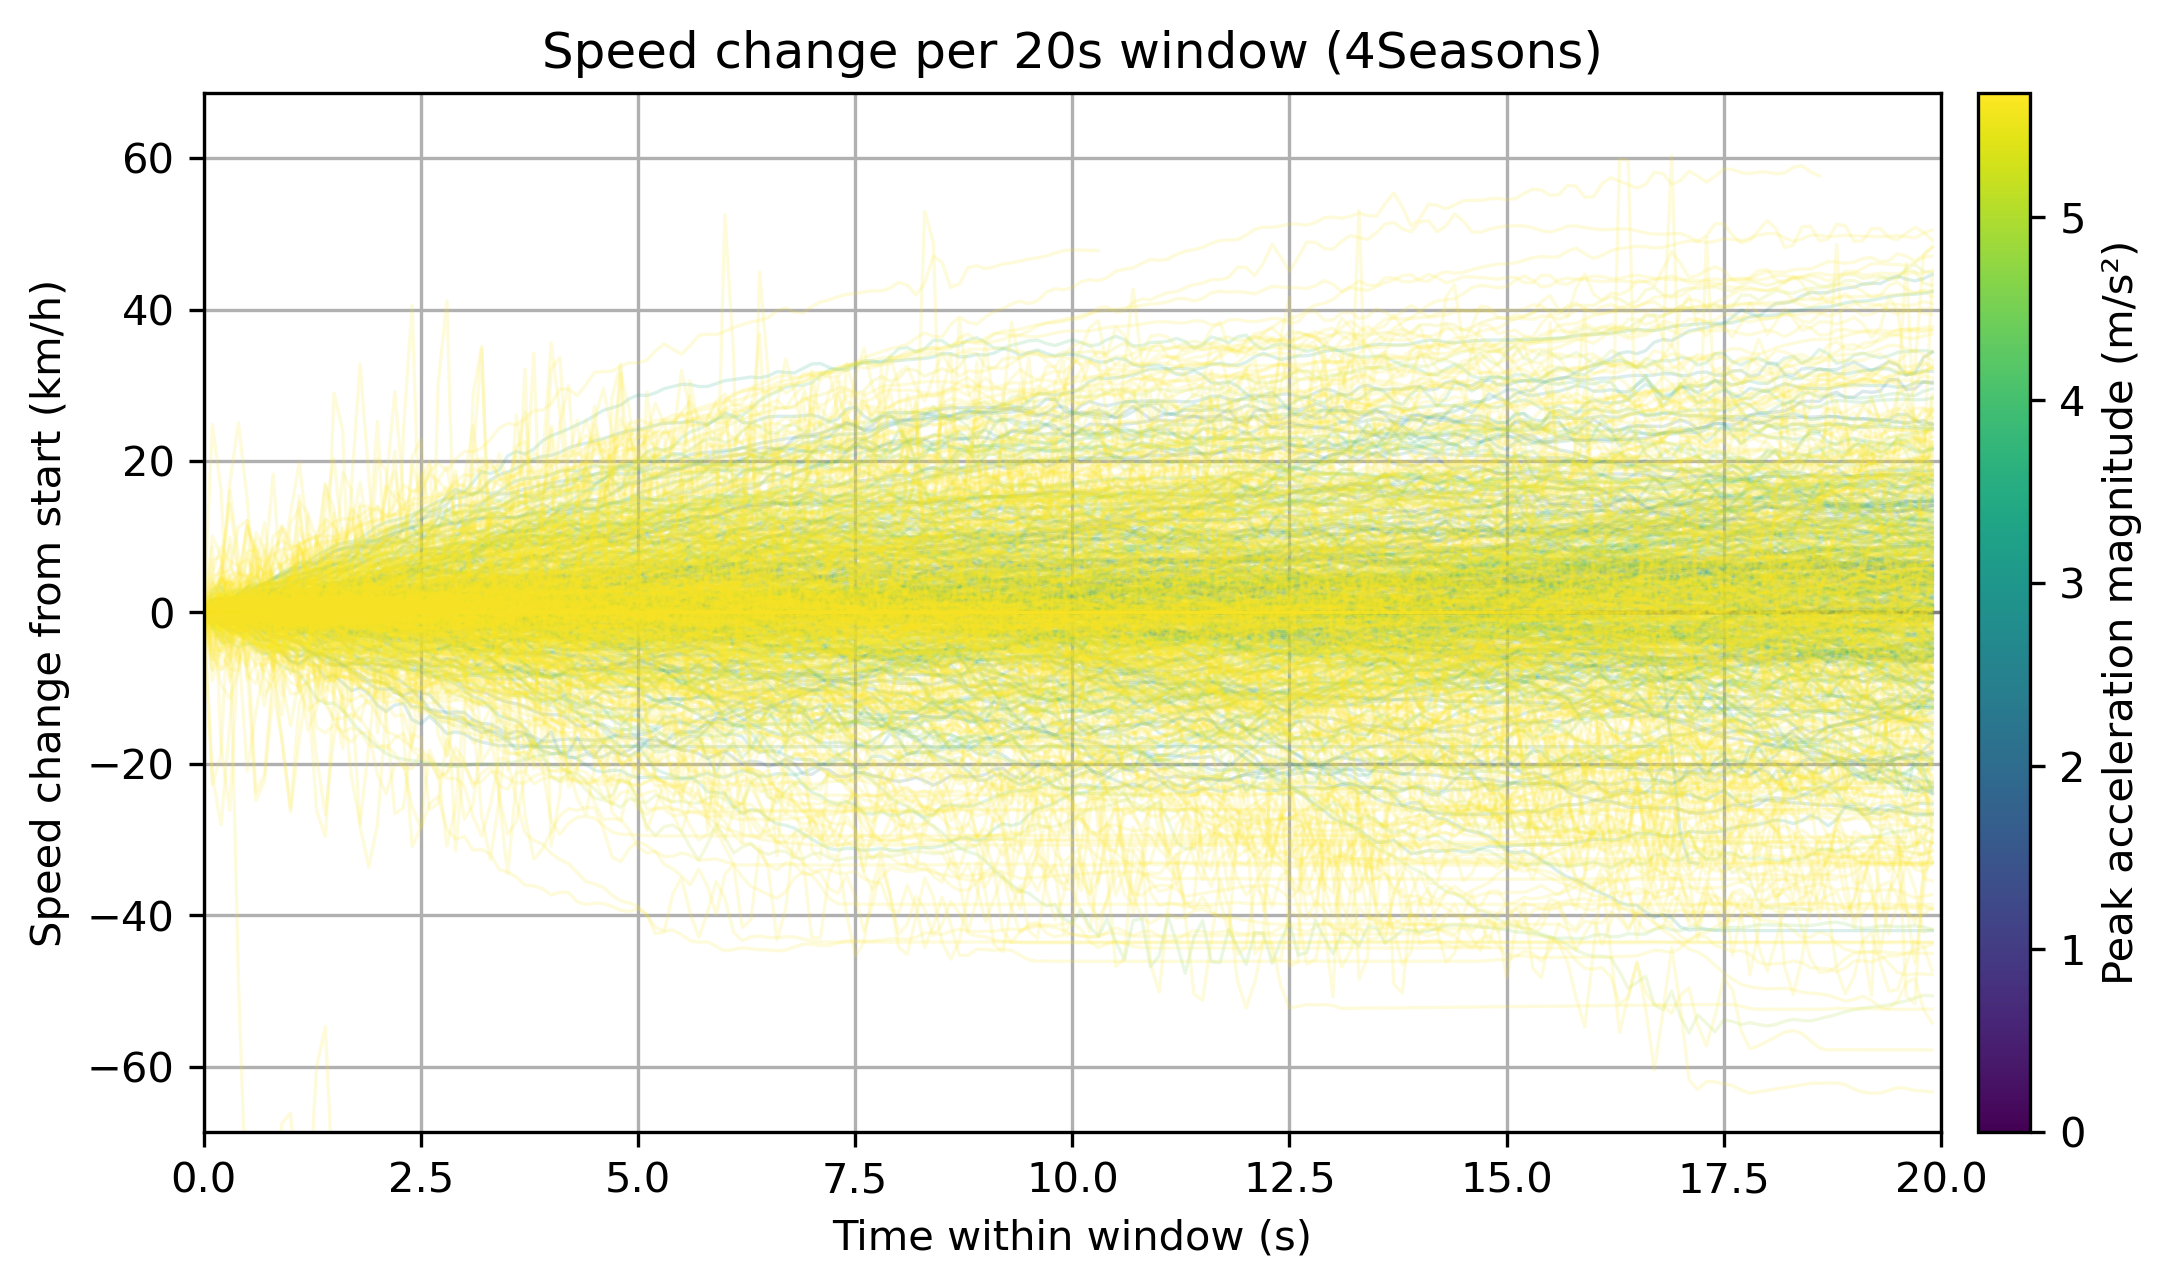 Speed change per 20s window (4Seasons)
Speed change from start (km/h)
60
40
20
0
−20
−40
−60
0.0 2.5 5.0 7.5 10.0 12.5 15.0 17.5 20.0
Time within window (s)
5
4
3
2
1
0
Peak acceleration magnitude (m/s²)